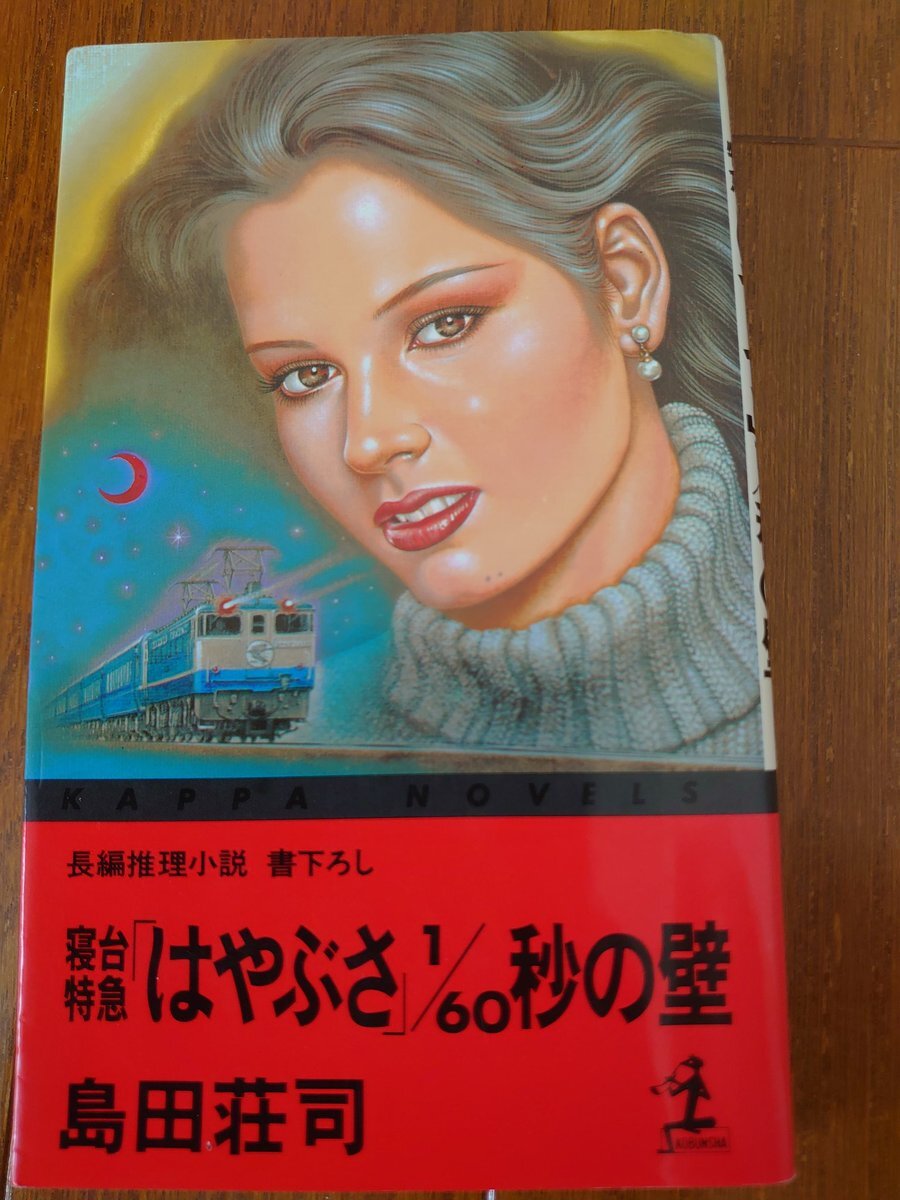 KAPPA NOVELS
長編推理小説 書下ろし
寝台特急「はやぶさ」1/60秒の壁
島田荘司
KOBUNSHA